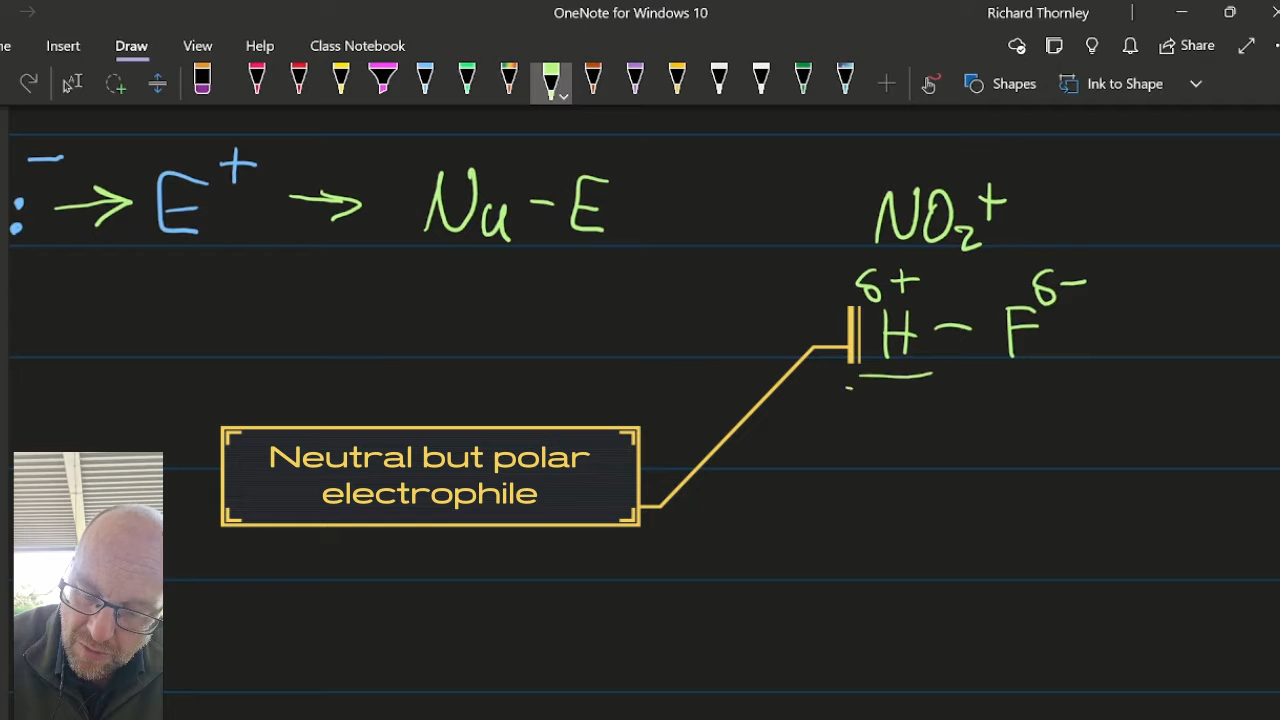 OneNote for Windows 10
Richard Thornley
Insert Draw View Help Class Notebook
Share
Shapes
Ink to Shape
:⁻ → E⁺ → Nu - E
NO₂⁺
δ+ δ-
H - F
Neutral but polar
electrophile